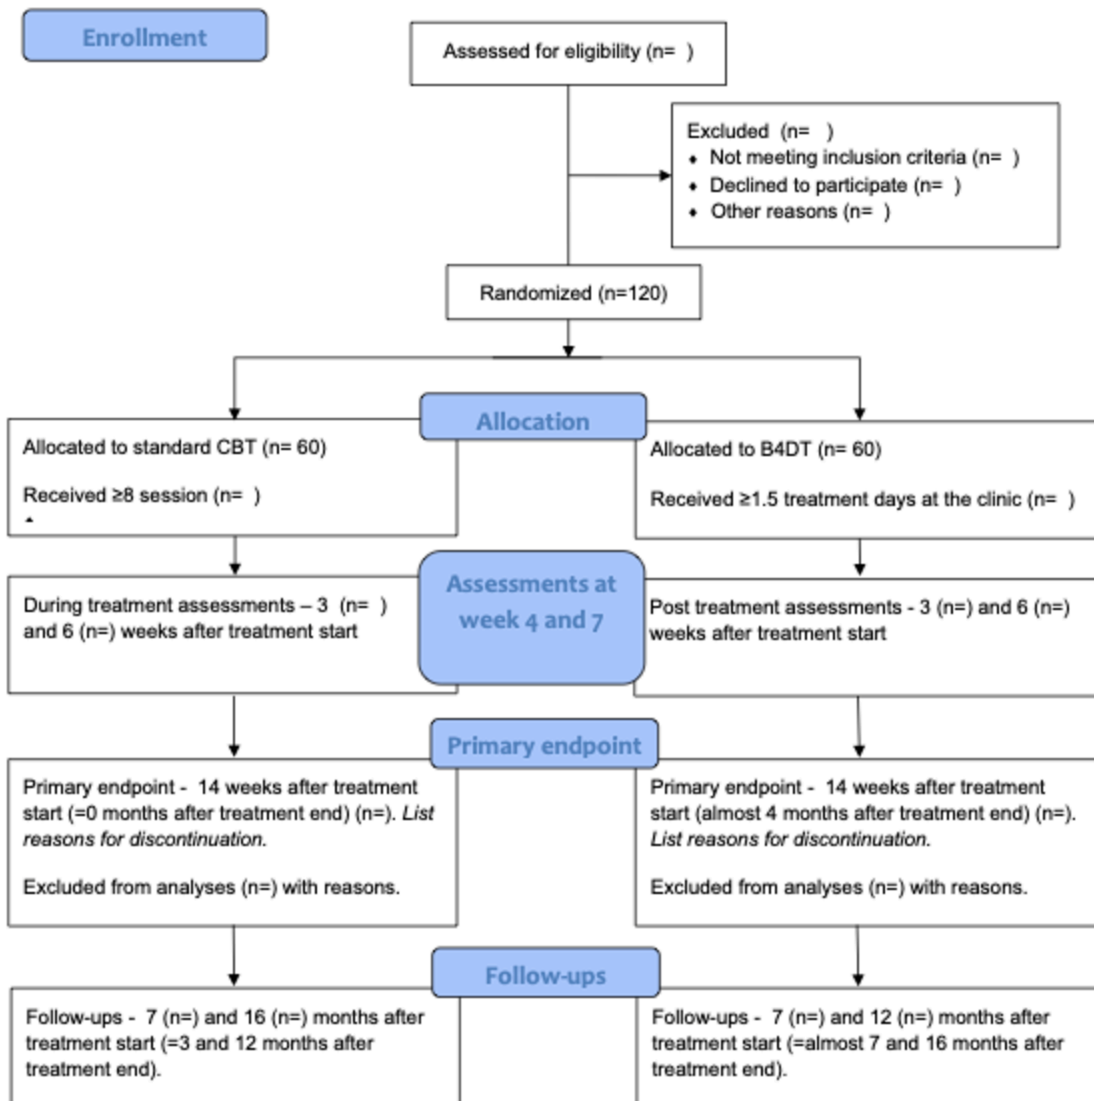 Enrollment
Assessed for eligibility (n=  )
Excluded  (n=   )
♦ Not meeting inclusion criteria (n=  )
♦ Declined to participate (n=  )
♦ Other reasons (n=  )
Randomized (n=120)
Allocation
Allocated to standard CBT (n= 60)
Received ≥8 session (n=  )
Allocated to B4DT (n= 60)
Received ≥1.5 treatment days at the clinic (n=  )
Assessments at
week 4 and 7
During treatment assessments – 3  (n=  )
and 6 (n=) weeks after treatment start
Post treatment assessments - 3 (n=) and 6 (n=)
weeks after treatment start
Primary endpoint
Primary endpoint -  14 weeks after treatment
start (=0 months after treatment end) (n=). List
reasons for discontinuation.
Excluded from analyses (n=) with reasons.
Primary endpoint -  14 weeks after treatment
start (almost 4 months after treatment end) (n=).
List reasons for discontinuation.
Excluded from analyses (n=) with reasons.
Follow-ups
Follow-ups -  7 (n=) and 16 (n=) months after
treatment start (=3 and 12 months after
treatment end).
Follow-ups -  7 (n=) and 12 (n=) months after
treatment start (=almost 7 and 16 months after
treatment end).